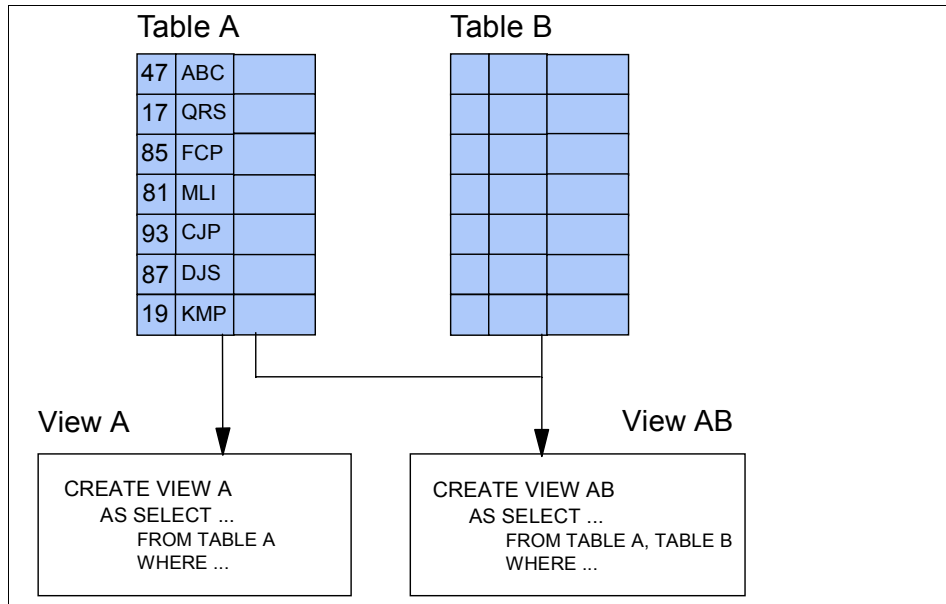 Table A
Table B
47 ABC
17 QRS
85 FCP
81 MLI
93 CJP
87 DJS
19 KMP
View A
View AB
CREATE VIEW A
AS SELECT ...
FROM TABLE A
WHERE ...
CREATE VIEW AB
AS SELECT ...
FROM TABLE A, TABLE B
WHERE ...